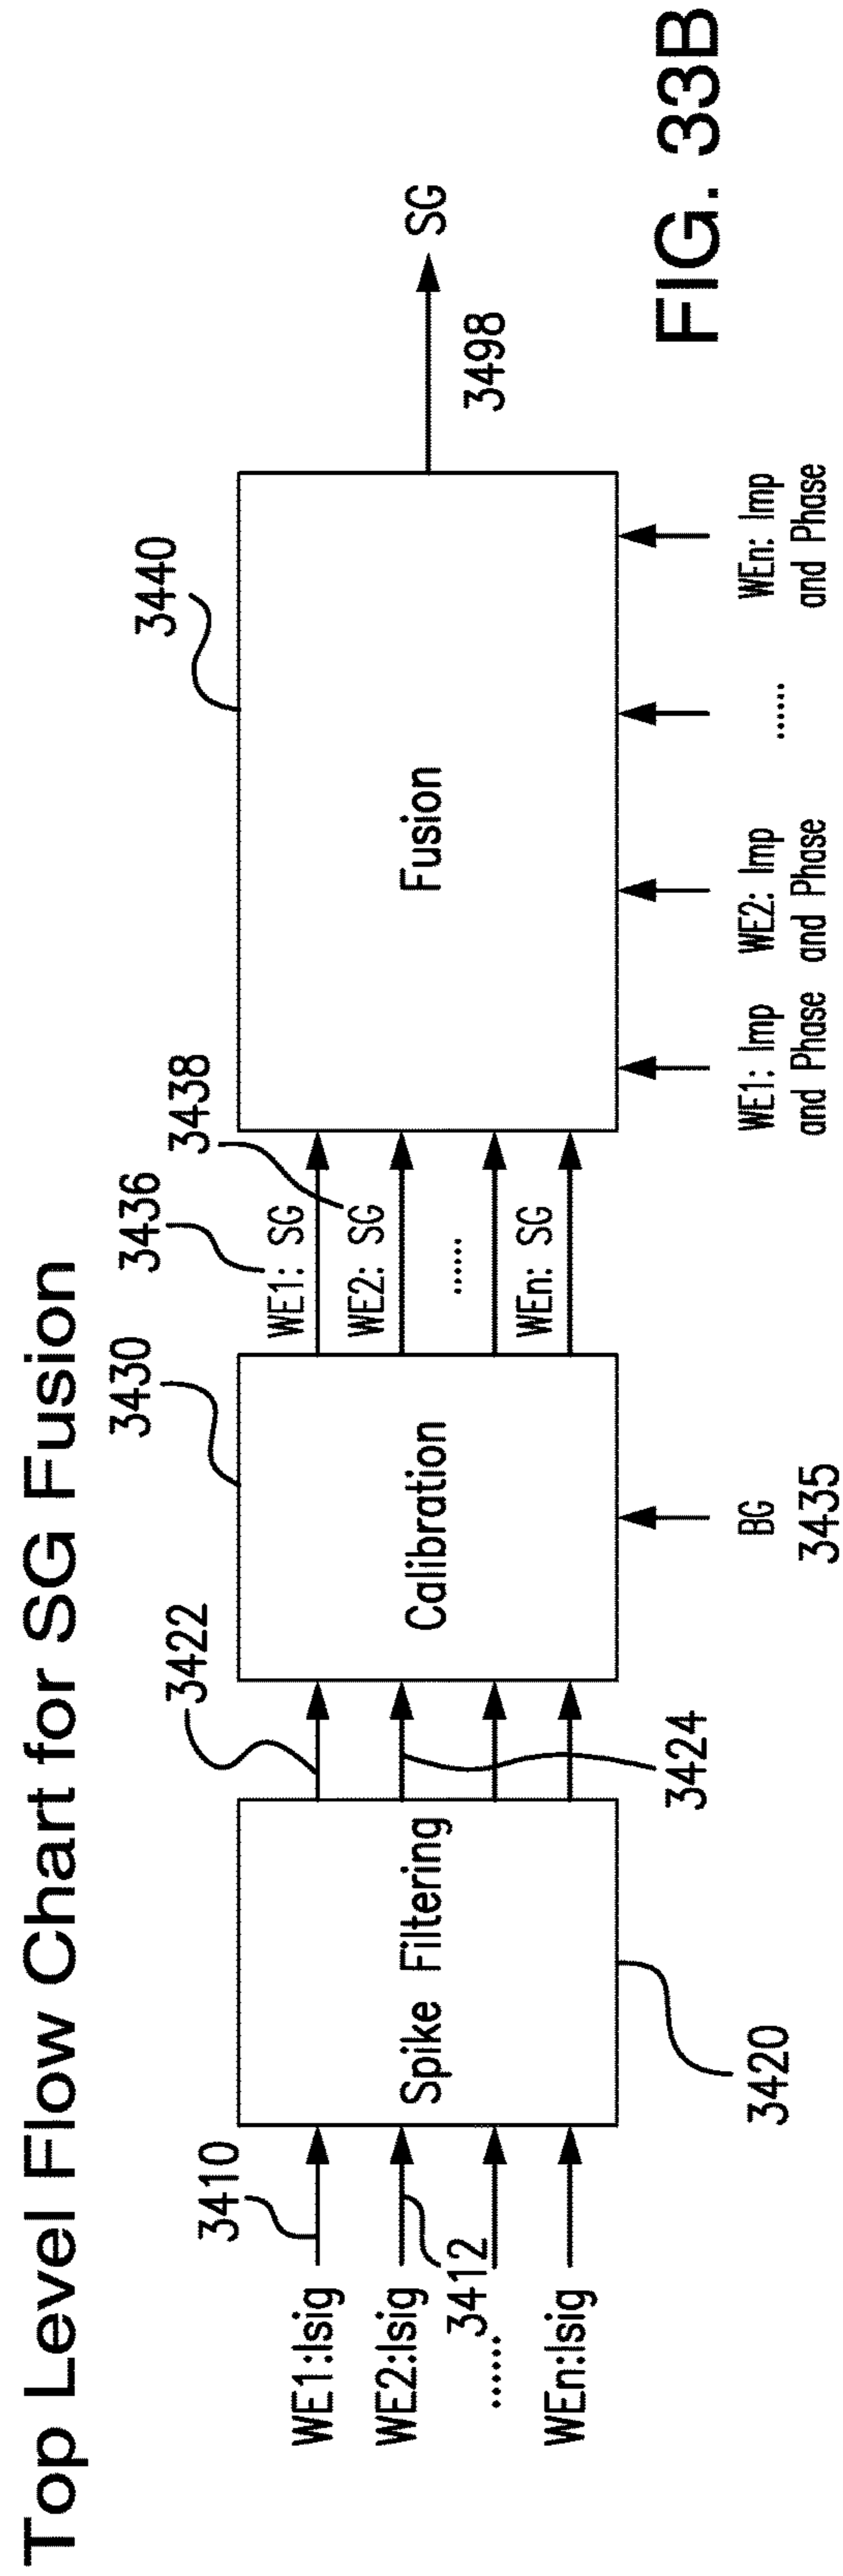 Top Level Flow Chart for SG Fusion
WE1:Isig
WE2:Isig
.......
WEn:Isig
3410
3412
Spike Filtering
3420
3422
3424
Calibration
3430
BG
3435
WE1: SG
WE2: SG
......
WEn: SG
3436
3438
Fusion
3440
WE1: Imp
and Phase
WE2: Imp
and Phase
......
WEn: Imp
and Phase
3498
SG
FIG. 33B